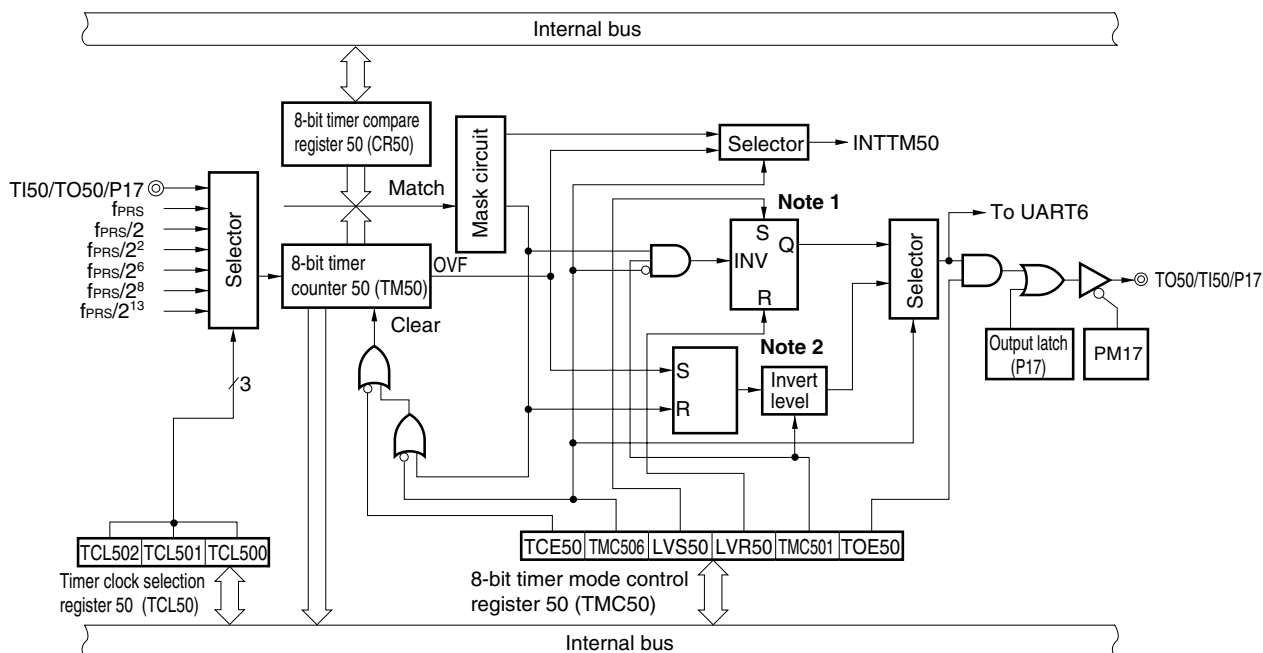 Internal bus
8-bit timer compare
register 50 (CR50)
Mask circuit
Selector
INTTM50
TI50/TO50/P17
fPRS
fPRS/2
fPRS/2²
fPRS/2⁶
fPRS/2⁸
fPRS/2¹³
Selector
Match
8-bit timer
counter 50 (TM50)
OVF
Clear
3
Note 1
S
Q
INV
R
Selector
To UART6
TO50/TI50/P17
Output latch
(P17)
PM17
Note 2
S
R
Invert
level
TCL502 TCL501 TCL500
Timer clock selection
register 50 (TCL50)
TCE50 TMC506 LVS50 LVR50 TMC501 TOE50
8-bit timer mode control
register 50 (TMC50)
Internal bus